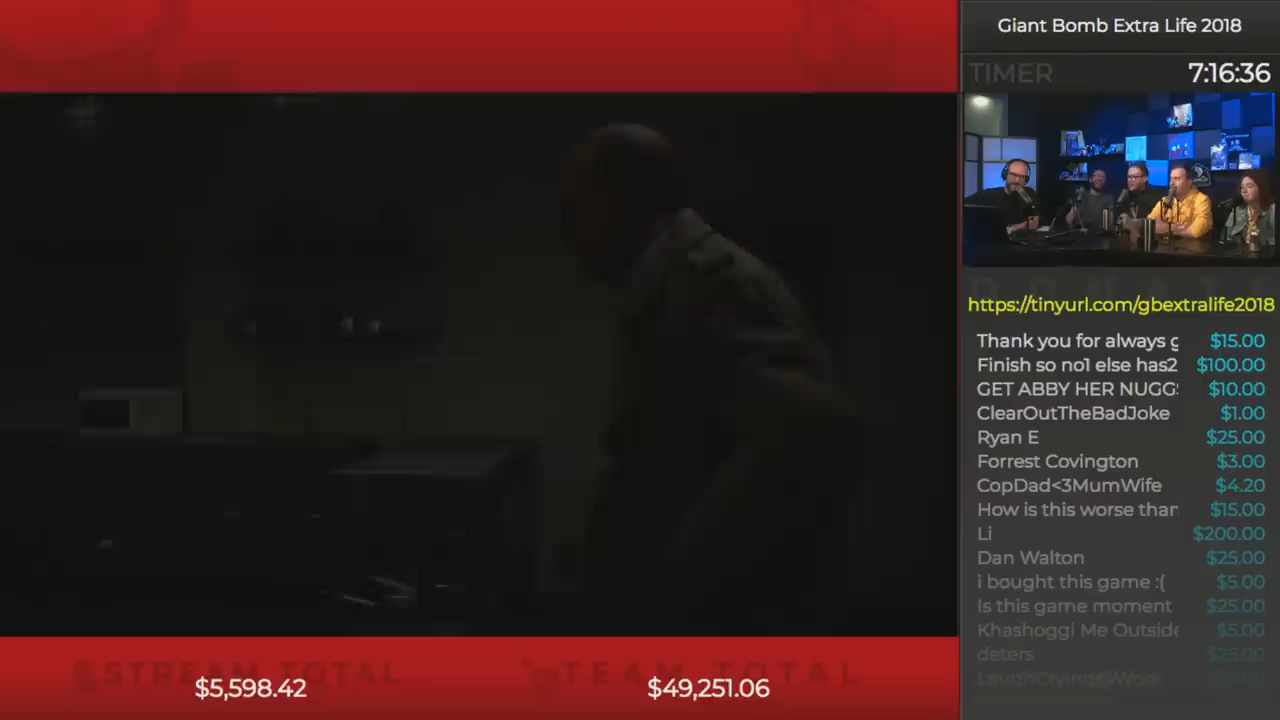 Giant Bomb Extra Life 2018
TIMER 7:16:36
DONATE
https://tinyurl.com/gbextralife2018
Thank you for always g $15.00
Finish so no1 else has2 $100.00
GET ABBY HER NUGGS $10.00
ClearOutTheBadJoke $1.00
Ryan E $25.00
Forrest Covington $3.00
CopDad<3MumWife $4.20
How is this worse than $15.00
Li $200.00
Dan Walton $25.00
i bought this game :( $5.00
Is this game moment $25.00
Khashoggi Me Outside $5.00
deters $25.00
LaughCrying@Work
STREAM TOTAL
$5,598.42
TEAM TOTAL
$49,251.06